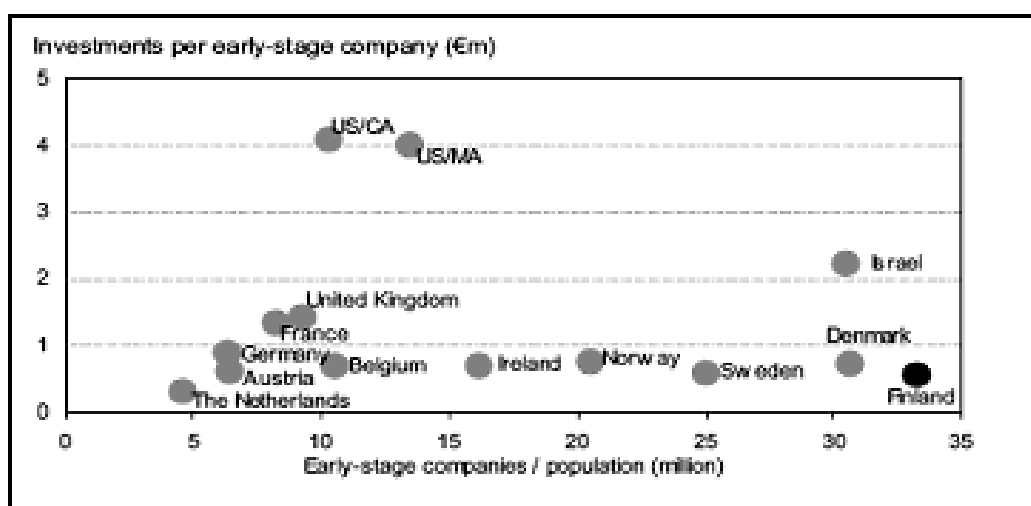 Investments per early-stage company (€m)
5
4
3
2
1
0
US/CA
US/MA
Israel
United Kingdom
France
Denmark
Germany
Belgium
Ireland
Norway
Sweden
Austria
The Netherlands
Finland
0 5 10 15 20 25 30 35
Early-stage companies / population (million)